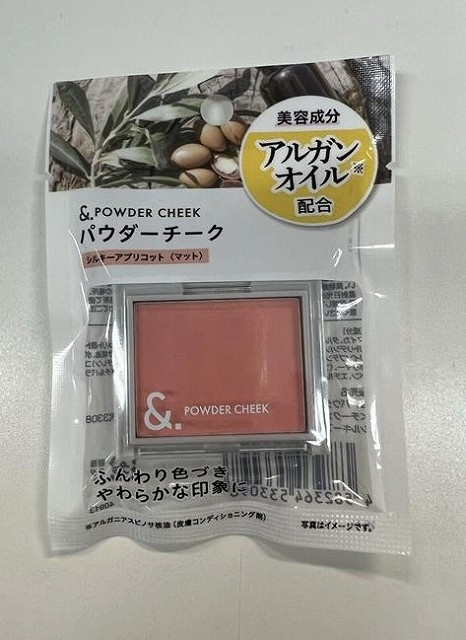 美容成分
アルガン
オイル※
配合
&. POWDER CHEEK
パウダーチーク
シルキーアプリコット〈マット〉
&. POWDER CHEEK
ふんわり色づき
やわらかな印象に
※アルガニアスピノサ核油（皮膚コンディショニング剤）
写真はイメージです。